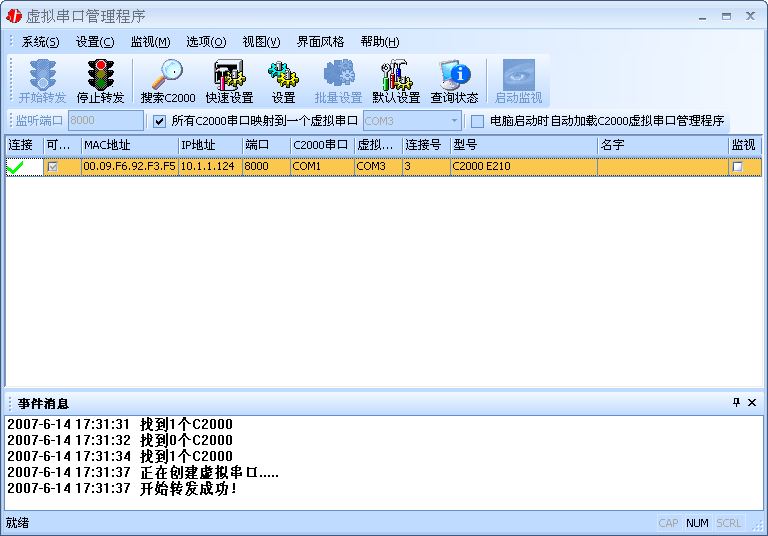 虚拟串口管理程序
系统(S) 设置(C) 监视(M) 选项(O) 视图(V) 界面风格 帮助(H)
开始转发 停止转发 搜索C2000 快速设置 设置 批量设置 默认设置 查询状态 启动监视
监听端口 8000 所有C2000串口映射到一个虚拟串口 COM3 电脑启动时自动加载C2000虚拟串口管理程序
连接 可... MAC地址 IP地址 端口 C2000串口 虚拟... 连接号 型号 名字 监视
00.09.F6.92.F3.F5 10.1.1.124 8000 COM1 COM3 3 C2000 E210
事件消息
2007-6-14 17:31:31 找到1个C2000
2007-6-14 17:31:32 找到0个C2000
2007-6-14 17:31:34 找到1个C2000
2007-6-14 17:31:37 正在创建虚拟串口.....
2007-6-14 17:31:37 开始转发成功!
就绪 CAP NUM SCRL